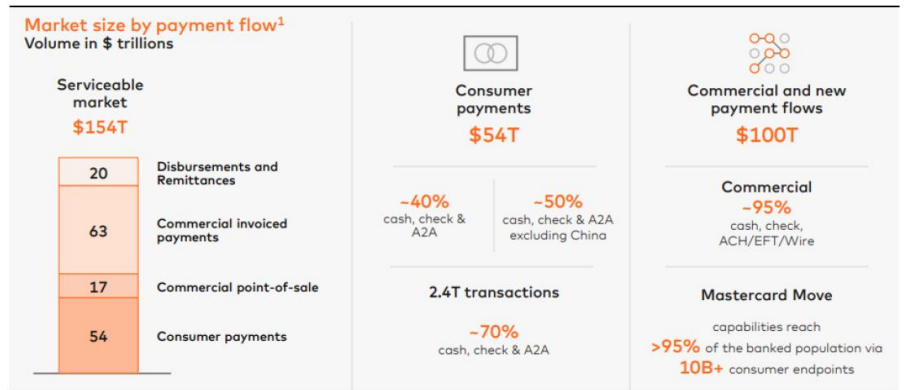 Market size by payment flow1
Volume in $ trillions
Serviceable
market
$154T
20
Disbursements and
Remittances
63
Commercial invoiced
payments
17
Commercial point-of-sale
54
Consumer payments
Consumer
payments
$54T
~40%
cash, check &
A2A
~50%
cash, check & A2A
excluding China
2.4T transactions
~70%
cash, check & A2A
Commercial and new
payment flows
$100T
Commercial
~95%
cash, check,
ACH/EFT/Wire
Mastercard Move
capabilities reach
>95% of the banked population via
10B+ consumer endpoints